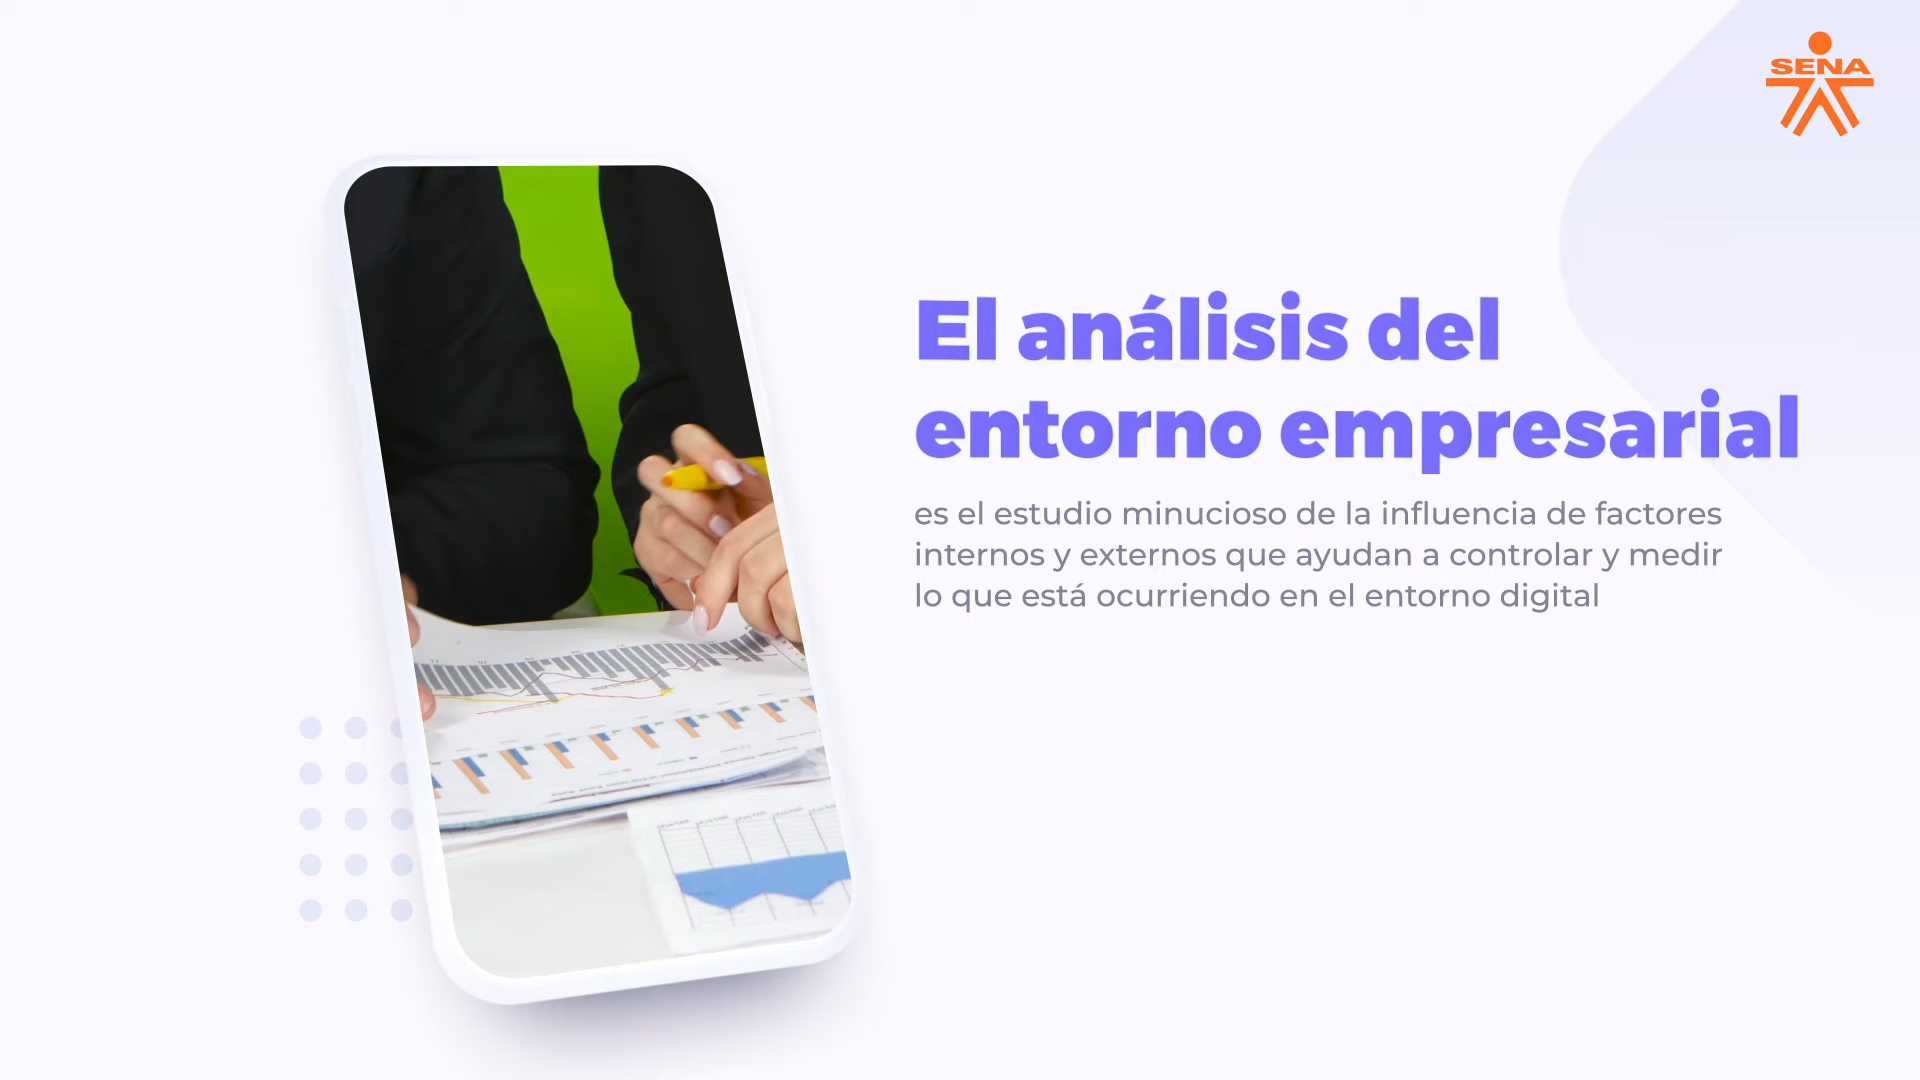 SENA
El análisis del
entorno empresarial
es el estudio minucioso de la influencia de factores
internos y externos que ayudan a controlar y medir
lo que está ocurriendo en el entorno digital